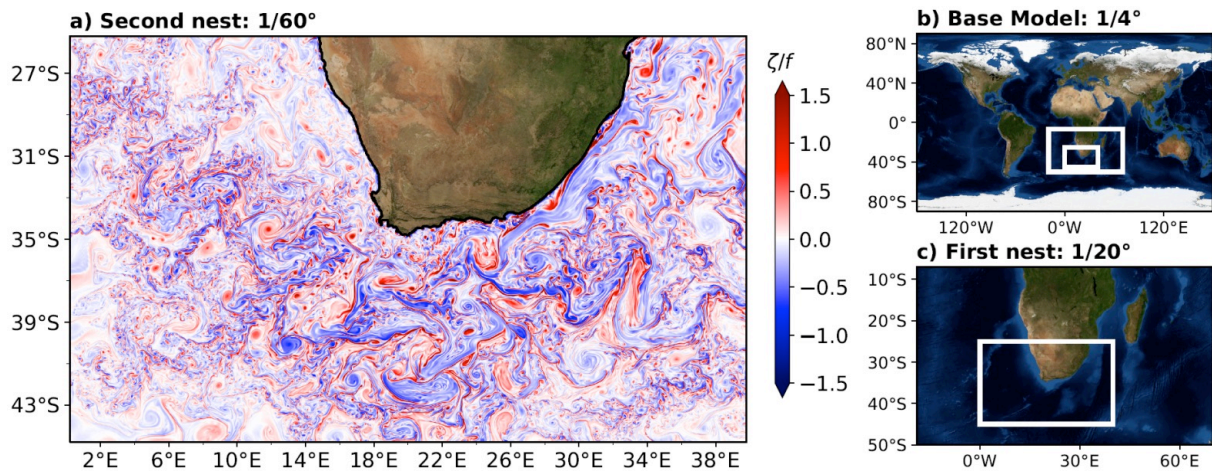 a) Second nest: 1/60°
27°S
31°S
35°S
39°S
43°S
2°E 6°E 10°E 14°E 18°E 22°E 26°E 30°E 34°E 38°E
ζ/f
1.5
1.0
0.5
0.0
−0.5
−1.0
−1.5
b) Base Model: 1/4°
80°N
40°N
0°
40°S
80°S
120°W 0°W 120°E
c) First nest: 1/20°
10°S
20°S
30°S
40°S
50°S
0°W 30°E 60°E